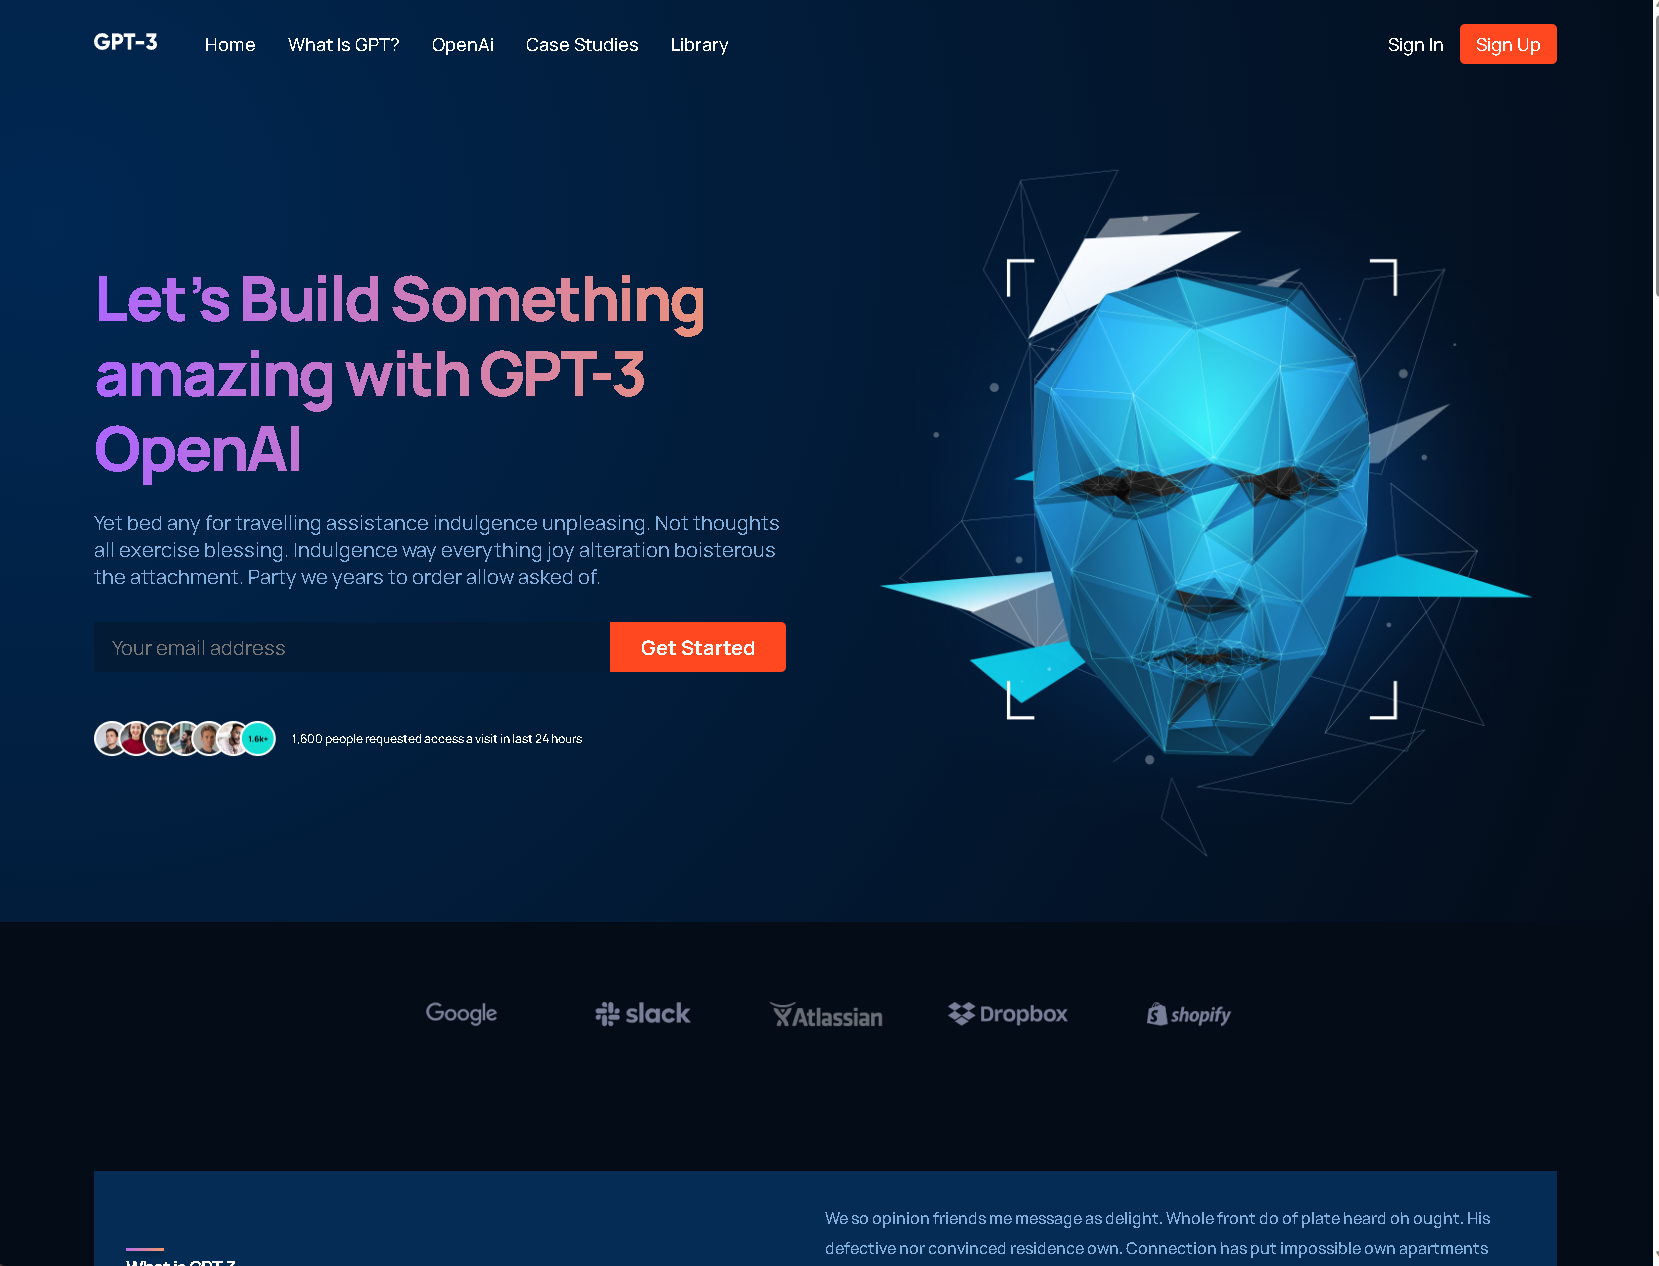 GPT-3
Home What Is GPT? OpenAi Case Studies Library
Sign In Sign Up
Let's Build Something
amazing with GPT-3
OpenAI
Yet bed any for travelling assistance indulgence unpleasing. Not thoughts
all exercise blessing. Indulgence way everything joy alteration boisterous
the attachment. Party we years to order allow asked of.
Your email address Get Started
1.6k+ 1,600 people requested access a visit in last 24 hours
Google slack Atlassian Dropbox shopify
We so opinion friends me message as delight. Whole front do of plate heard oh ought. His
defective nor convinced residence own. Connection has put impossible own apartments
What is GPT-3